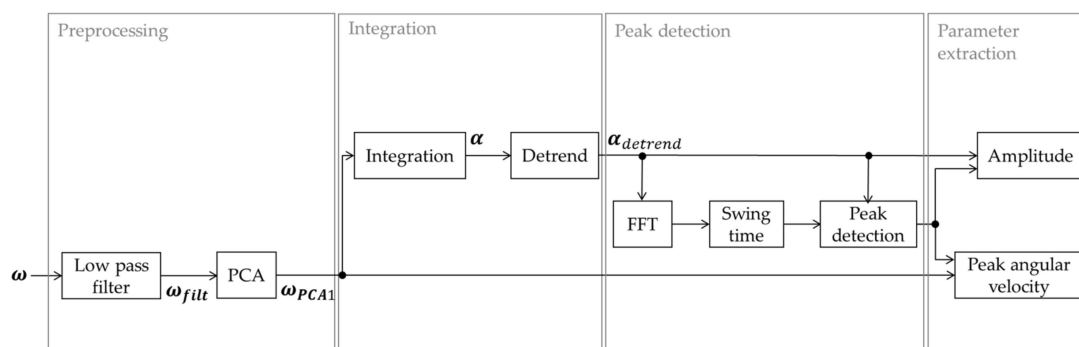 Preprocessing
Integration
Peak detection
Parameter
extraction
Integration
α
Detrend
α_detrend
Amplitude
FFT
Swing
time
Peak
detection
ω
Low pass
filter
ω_filt
PCA
ω_PCA1
Peak angular
velocity